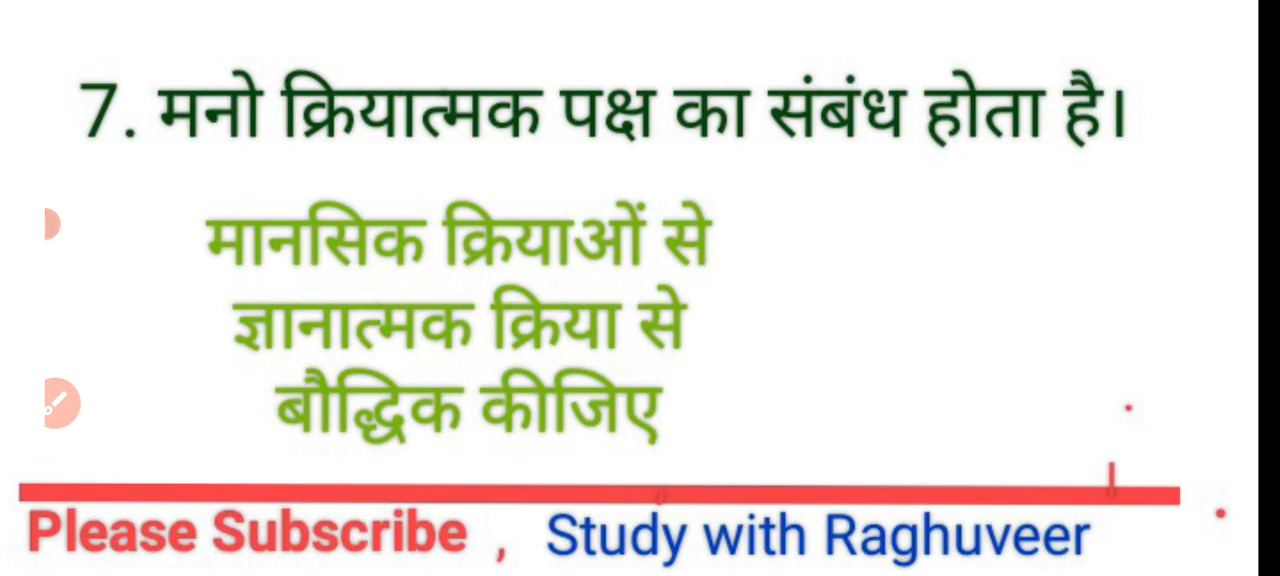 7. मनो क्रियात्मक पक्ष का संबंध होता है।
मानसिक क्रियाओं से
ज्ञानात्मक क्रिया से
बौद्धिक कीजिए
Please Subscribe , Study with Raghuveer